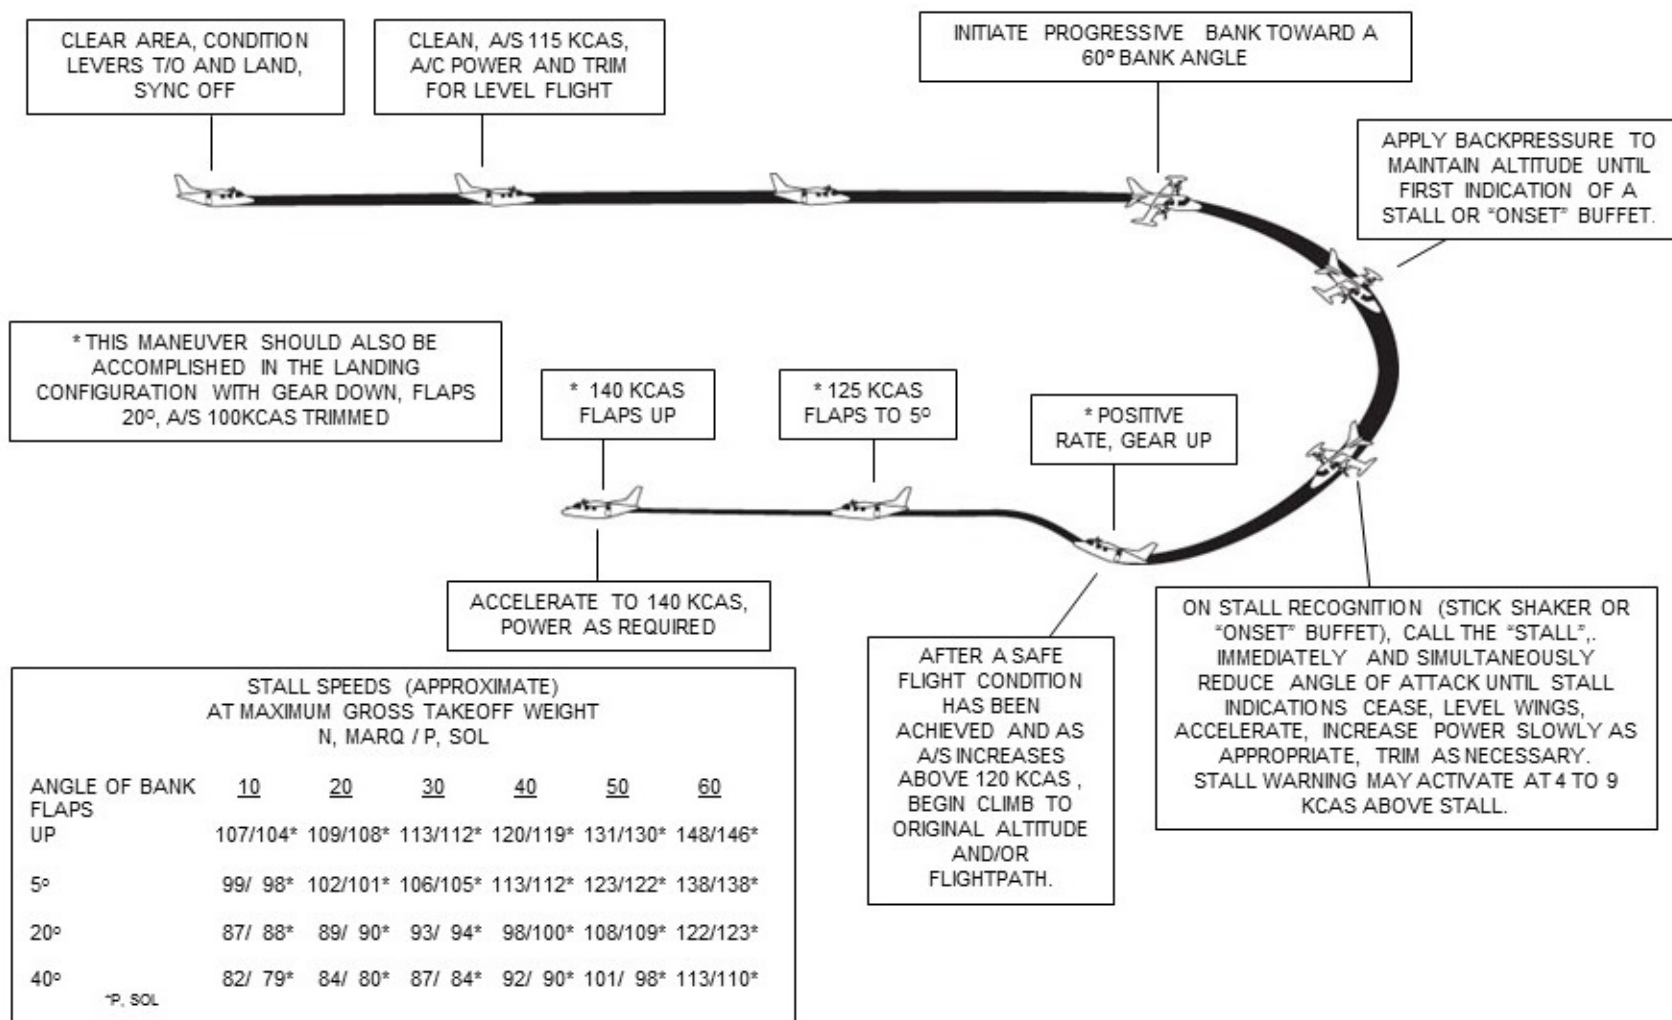 CLEAR AREA, CONDITION
LEVERS T/O AND LAND,
SYNC OFF
CLEAN, A/S 115 KCAS,
A/C POWER AND TRIM
FOR LEVEL FLIGHT
INITIATE PROGRESSIVE BANK TOWARD A
60º BANK ANGLE
APPLY BACKPRESSURE TO
MAINTAIN ALTITUDE UNTIL
FIRST INDICATION OF A
STALL OR “ONSET” BUFFET.
* THIS MANEUVER SHOULD ALSO BE
ACCOMPLISHED IN THE LANDING
CONFIGURATION WITH GEAR DOWN, FLAPS
20º, A/S 100KCAS TRIMMED
* 140 KCAS
FLAPS UP
* 125 KCAS
FLAPS TO 5º
* POSITIVE
RATE, GEAR UP
ACCELERATE TO 140 KCAS,
POWER AS REQUIRED
AFTER A SAFE
FLIGHT CONDITION
HAS BEEN
ACHIEVED AND AS
A/S INCREASES
ABOVE 120 KCAS ,
BEGIN CLIMB TO
ORIGINAL ALTITUDE
AND/OR
FLIGHTPATH.
ON STALL RECOGNITION (STICK SHAKER OR
“ONSET” BUFFET), CALL THE “STALL”,.
IMMEDIATELY AND SIMULTANEOUSLY
REDUCE ANGLE OF ATTACK UNTIL STALL
INDICATIONS CEASE, LEVEL WINGS,
ACCELERATE, INCREASE POWER SLOWLY AS
APPROPRIATE, TRIM AS NECESSARY.
STALL WARNING MAY ACTIVATE AT 4 TO 9
KCAS ABOVE STALL.
STALL SPEEDS (APPROXIMATE)
AT MAXIMUM GROSS TAKEOFF WEIGHT
N, MARQ / P, SOL
ANGLE OF BANK 10 20 30 40 50 60
FLAPS
UP 107/104* 109/108* 113/112* 120/119* 131/130* 148/146*
5º 99/ 98* 102/101* 106/105* 113/112* 123/122* 138/138*
20º 87/ 88* 89/ 90* 93/ 94* 98/100* 108/109* 122/123*
40º 82/ 79* 84/ 80* 87/ 84* 92/ 90* 101/ 98* 113/110*
*P, SOL